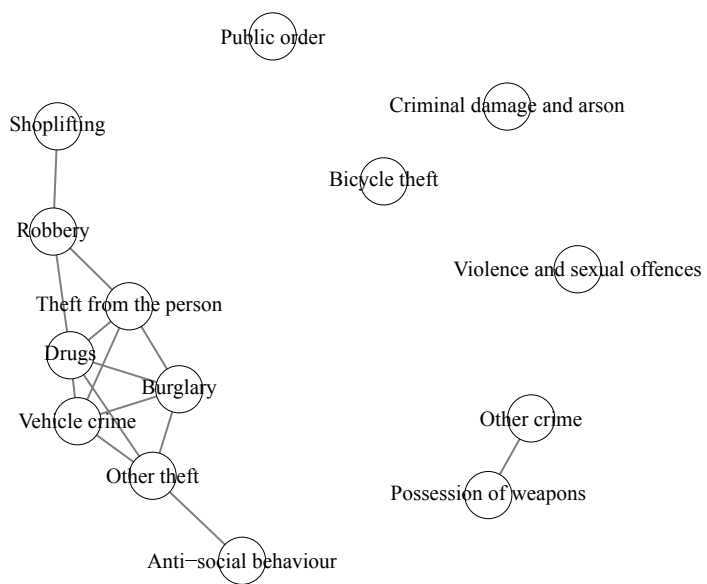 Public order
Criminal damage and arson
Shoplifting
Bicycle theft
Robbery
Violence and sexual offences
Theft from the person
Drugs
Burglary
Vehicle crime
Other crime
Other theft
Possession of weapons
Anti−social behaviour